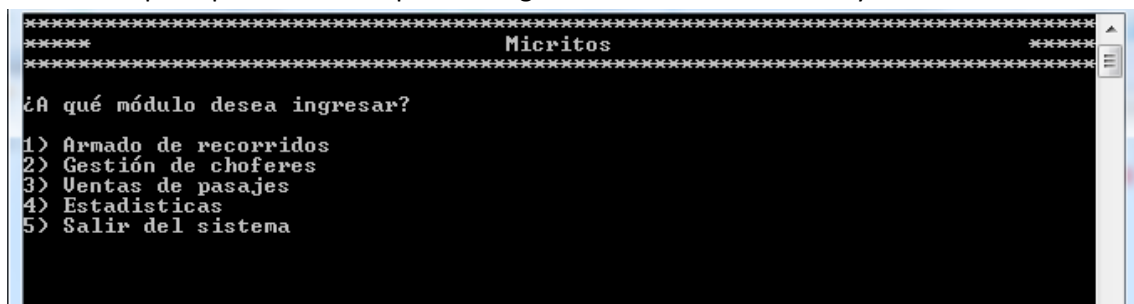 ********************************************************************************
*****                               Micritos                               *****
********************************************************************************
¿A qué módulo desea ingresar?
1) Armado de recorridos
2) Gestión de choferes
3) Ventas de pasajes
4) Estadisticas
5) Salir del sistema